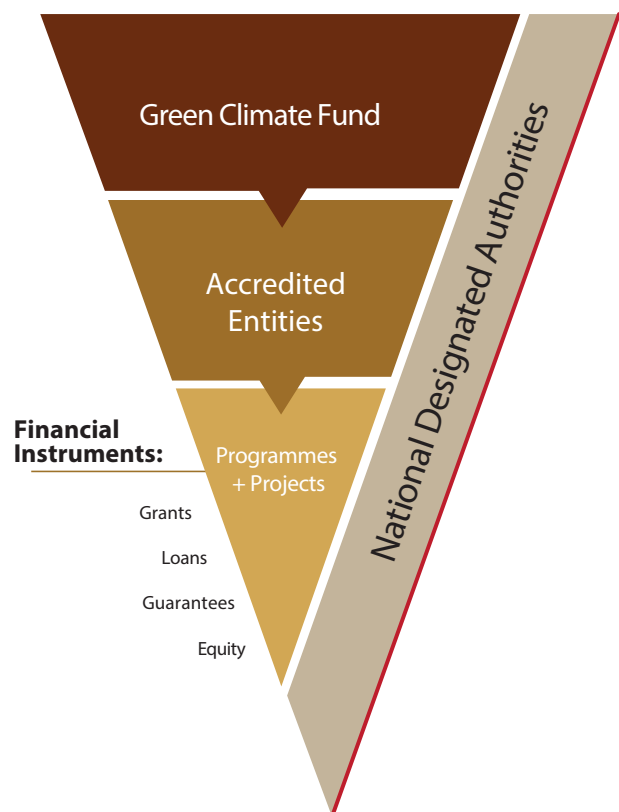 Green Climate Fund
Accredited
Entities
Financial
Instruments:
Programmes
+ Projects
Grants
Loans
Guarantees
Equity
National Designated Authorities